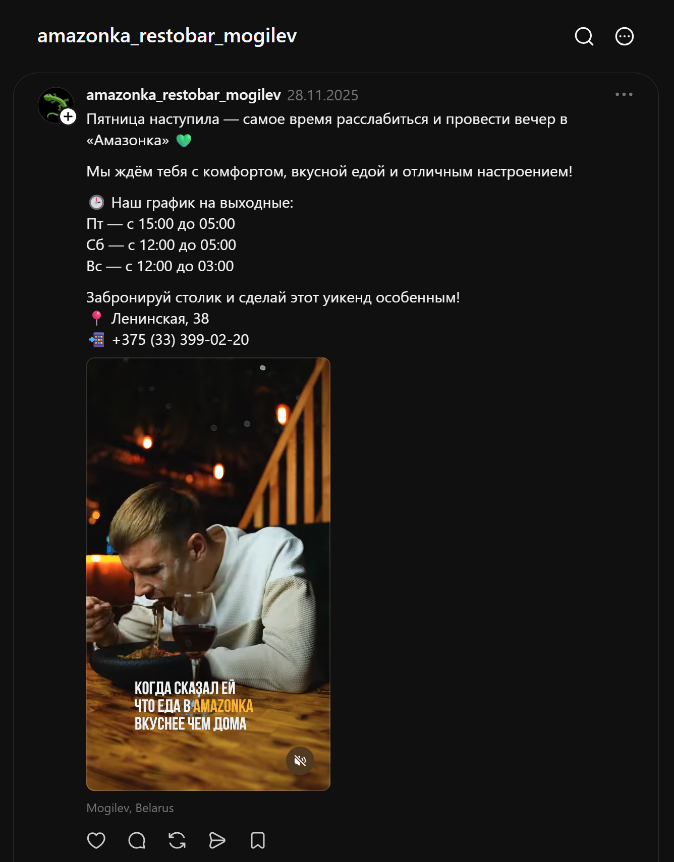 amazonka_restobar_mogilev
amazonka_restobar_mogilev 28.11.2025
Пятница наступила — самое время расслабиться и провести вечер в
«Амазонка» 💚
Мы ждём тебя с комфортом, вкусной едой и отличным настроением!
🕒 Наш график на выходные:
Пт — с 15:00 до 05:00
Сб — с 12:00 до 05:00
Вс — с 12:00 до 03:00
Забронируй столик и сделай этот уикенд особенным!
📍 Ленинская, 38
📲 +375 (33) 399-02-20
КОГДА СКАЗАЛ ЕЙ
ЧТО ЕДА В AMAZONKA
ВКУСНЕЕ ЧЕМ ДОМА
Mogilev, Belarus